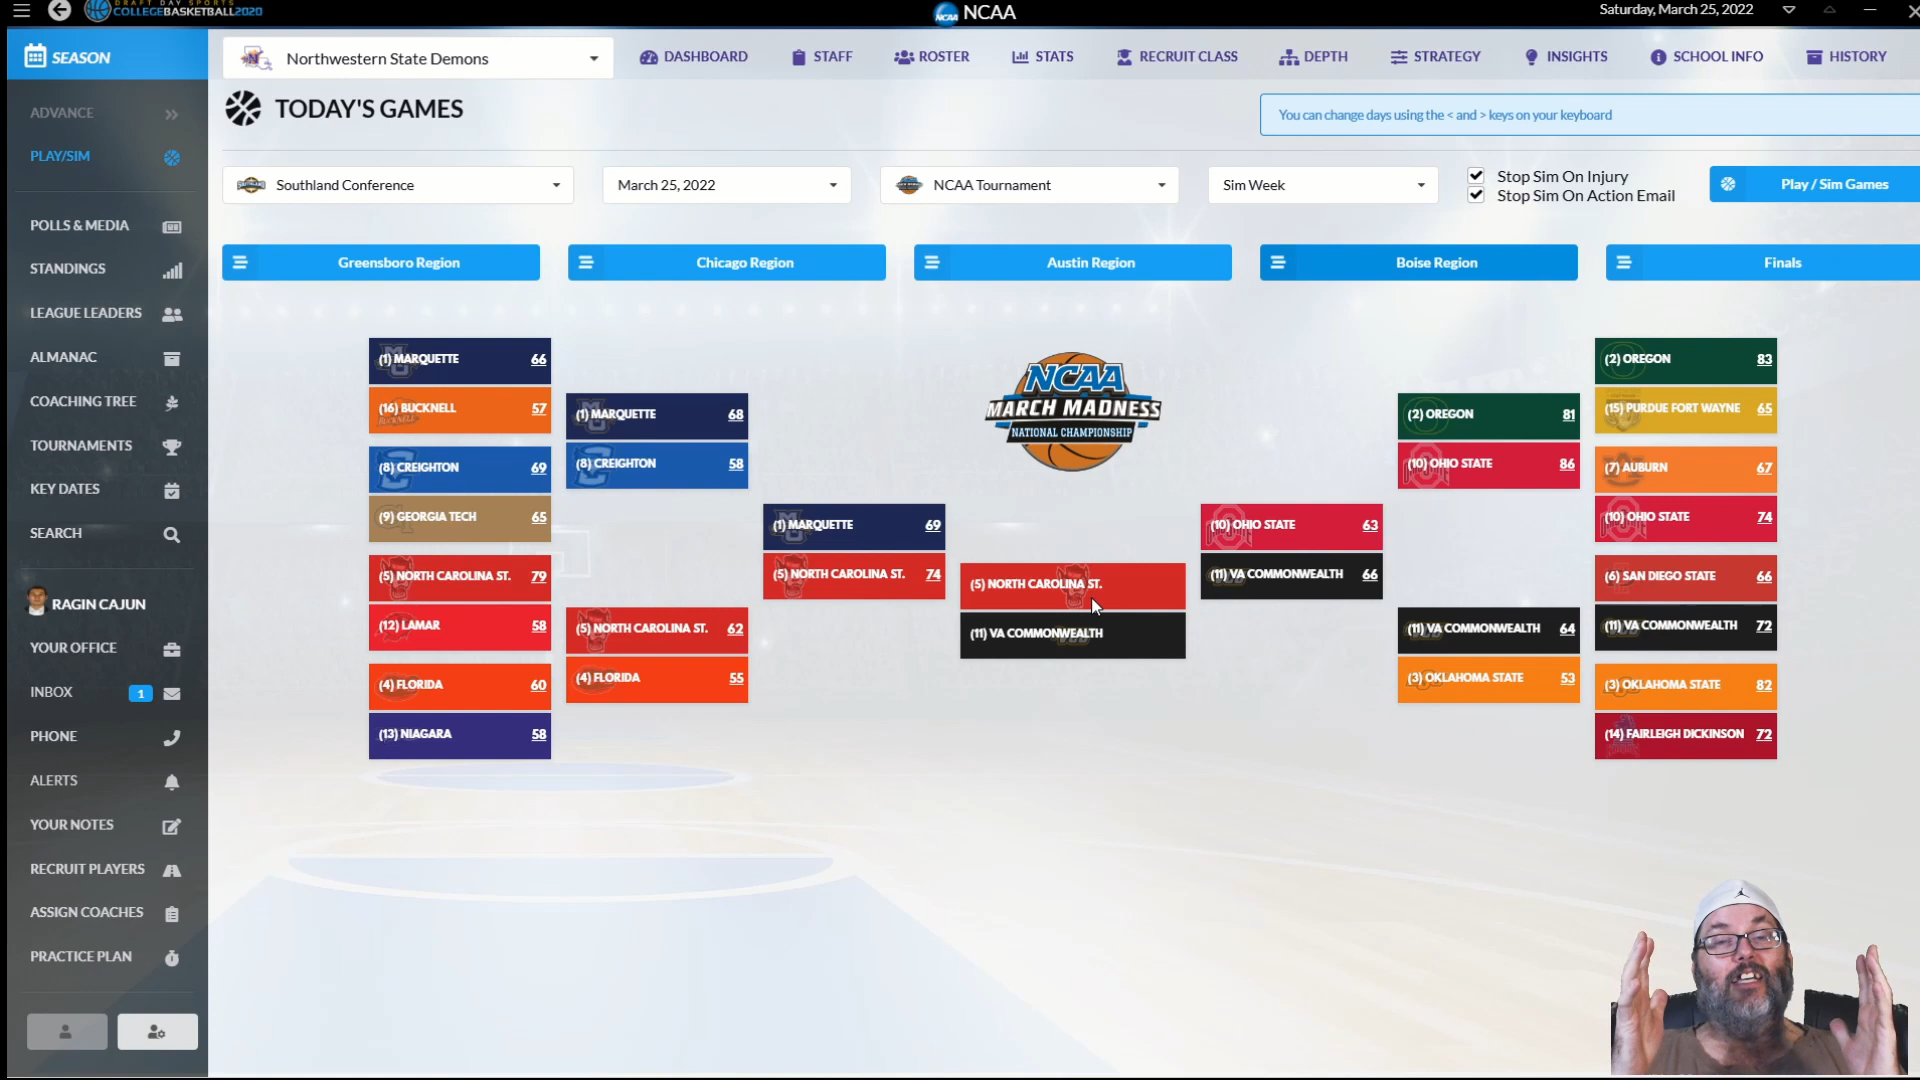 DRAFT DAY SPORTS
COLLEGEBASKETBALL2020
NCAA NCAA
Saturday, March 25, 2022
SEASON
Northwestern State Demons
DASHBOARD
STAFF
ROSTER
STATS
RECRUIT CLASS
DEPTH
STRATEGY
INSIGHTS
SCHOOL INFO
HISTORY
TODAY'S GAMES
You can change days using the < and > keys on your keyboard
ADVANCE
PLAY/SIM
Southland Conference
March 25, 2022
NCAA Tournament
Sim Week
Stop Sim On Injury
Stop Sim On Action Email
Play / Sim Games
Greensboro Region
Chicago Region
Austin Region
Boise Region
Finals
POLLS & MEDIA
STANDINGS
LEAGUE LEADERS
ALMANAC
COACHING TREE
TOURNAMENTS
KEY DATES
SEARCH
RAGIN CAJUN
YOUR OFFICE
INBOX 1
PHONE
ALERTS
YOUR NOTES
RECRUIT PLAYERS
ASSIGN COACHES
PRACTICE PLAN
(1) MARQUETTE 66
(16) BUCKNELL 57
(8) CREIGHTON 69
(9) GEORGIA TECH 65
(5) NORTH CAROLINA ST. 79
(12) LAMAR 58
(4) FLORIDA 60
(13) NIAGARA 58
(1) MARQUETTE 68
(8) CREIGHTON 58
(5) NORTH CAROLINA ST. 62
(4) FLORIDA 55
(1) MARQUETTE 69
(5) NORTH CAROLINA ST. 74
NCAA
MARCH MADNESS
NATIONAL CHAMPIONSHIP
(5) NORTH CAROLINA ST.
(11) VA COMMONWEALTH
(10) OHIO STATE 63
(11) VA COMMONWEALTH 66
(2) OREGON 81
(10) OHIO STATE 86
(11) VA COMMONWEALTH 64
(3) OKLAHOMA STATE 53
(2) OREGON 83
(15) PURDUE FORT WAYNE 65
(7) AUBURN 67
(10) OHIO STATE 74
(6) SAN DIEGO STATE 66
(11) VA COMMONWEALTH 72
(3) OKLAHOMA STATE 82
(14) FAIRLEIGH DICKINSON 72